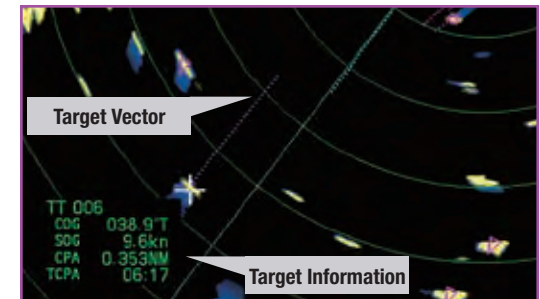 Target Vector
TT 006
COG 038.9°T
SOG 9.6kn
CPA 0.353NM
TCPA 06:17
Target Information